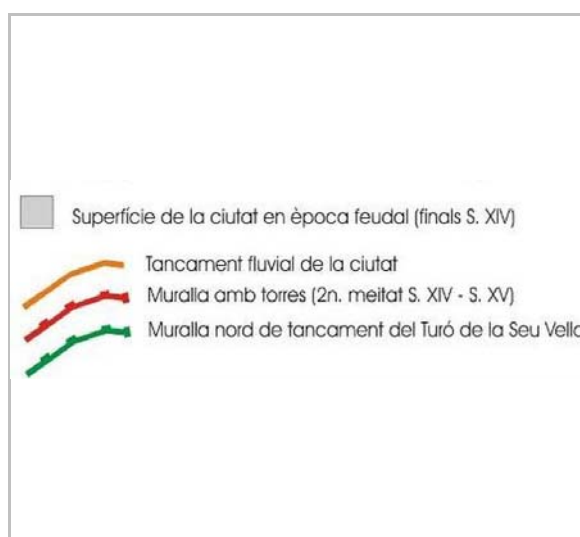 Superfície de la ciutat en època feudal (finals S. XIV)
Tancament fluvial de la ciutat
Muralla amb torres (2n. meitat S. XIV - S. XV)
Muralla nord de tancament del Turó de la Seu Vella